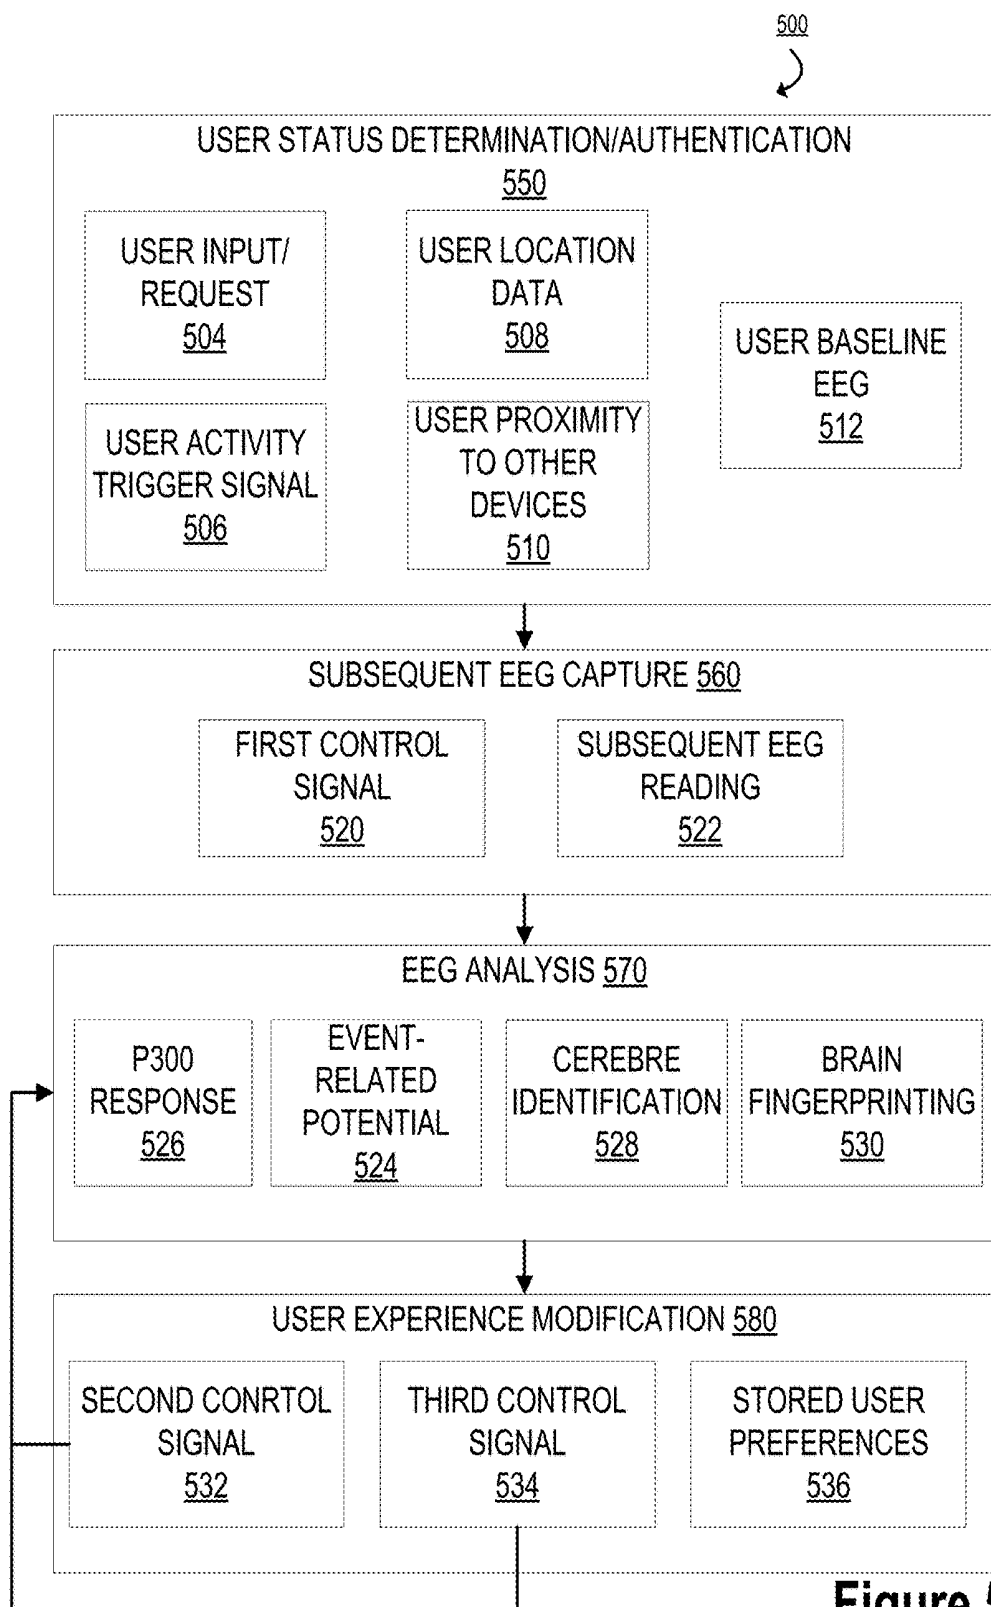 500
USER STATUS DETERMINATION/AUTHENTICATION
550
USER INPUT/
REQUEST
504
USER LOCATION
DATA
508
USER BASELINE
EEG
512
USER ACTIVITY
TRIGGER SIGNAL
506
USER PROXIMITY
TO OTHER
DEVICES
510
SUBSEQUENT EEG CAPTURE 560
FIRST CONTROL
SIGNAL
520
SUBSEQUENT EEG
READING
522
EEG ANALYSIS 570
P300
RESPONSE
526
EVENT-
RELATED
POTENTIAL
524
CEREBRE
IDENTIFICATION
528
BRAIN
FINGERPRINTING
530
USER EXPERIENCE MODIFICATION 580
SECOND CONRTOL
SIGNAL
532
THIRD CONTROL
SIGNAL
534
STORED USER
PREFERENCES
536
Figure